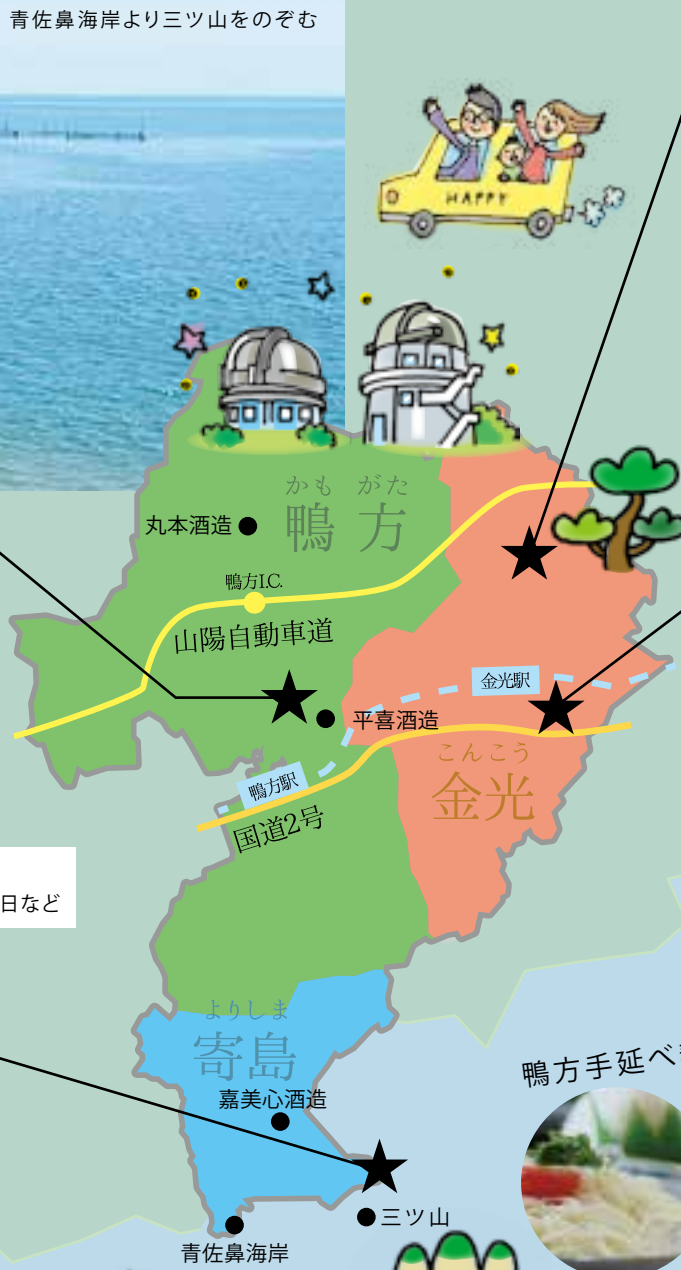 青佐鼻海岸より三ツ山をのぞむ
HAPPY
かも がた
鴨方
丸本酒造
鴨方I.C.
山陽自動車道
金光駅
平喜酒造
こんこう
金光
鴨方駅
国道2号
日など
よりしま
寄島
鴨方手延べ
嘉美心酒造
三ツ山
青佐鼻海岸